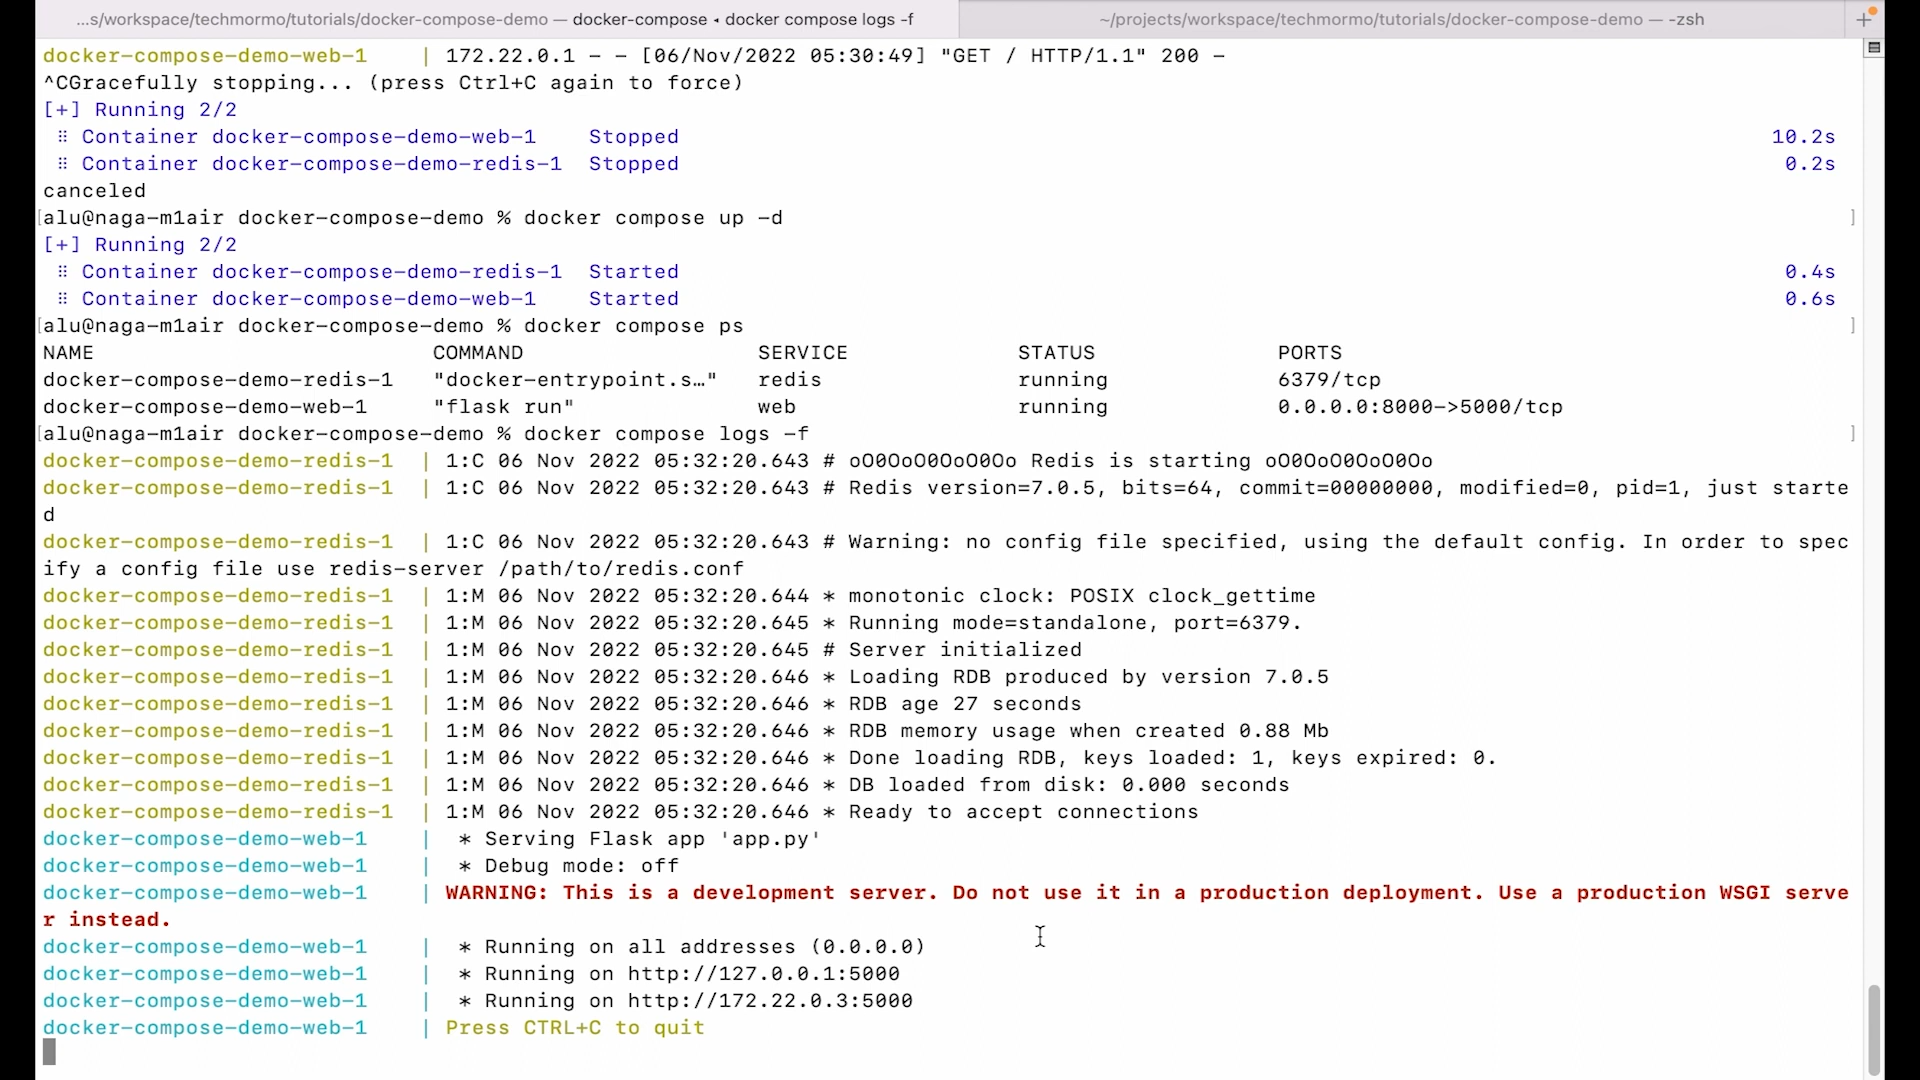 ...s/workspace/techmormo/tutorials/docker-compose-demo — docker-compose ◂ docker compose logs -f
~/projects/workspace/techmormo/tutorials/docker-compose-demo — -zsh
docker-compose-demo-web-1    | 172.22.0.1 - - [06/Nov/2022 05:30:49] "GET / HTTP/1.1" 200 -
^CGracefully stopping... (press Ctrl+C again to force)
[+] Running 2/2
 ⠿ Container docker-compose-demo-web-1    Stopped 10.2s
 ⠿ Container docker-compose-demo-redis-1  Stopped 0.2s
canceled
[alu@naga-m1air docker-compose-demo % docker compose up -d ]
[+] Running 2/2
 ⠿ Container docker-compose-demo-redis-1  Started 0.4s
 ⠿ Container docker-compose-demo-web-1    Started 0.6s
[alu@naga-m1air docker-compose-demo % docker compose ps ]
NAME                          COMMAND                  SERVICE             STATUS              PORTS
docker-compose-demo-redis-1   "docker-entrypoint.s…"   redis               running             6379/tcp
docker-compose-demo-web-1     "flask run"              web                 running             0.0.0.0:8000->5000/tcp
[alu@naga-m1air docker-compose-demo % docker compose logs -f ]
docker-compose-demo-redis-1  | 1:C 06 Nov 2022 05:32:20.643 # oO0OoO0OoO0Oo Redis is starting oO0OoO0OoO0Oo
docker-compose-demo-redis-1  | 1:C 06 Nov 2022 05:32:20.643 # Redis version=7.0.5, bits=64, commit=00000000, modified=0, pid=1, just starte
d
docker-compose-demo-redis-1  | 1:C 06 Nov 2022 05:32:20.643 # Warning: no config file specified, using the default config. In order to spec
ify a config file use redis-server /path/to/redis.conf
docker-compose-demo-redis-1  | 1:M 06 Nov 2022 05:32:20.644 * monotonic clock: POSIX clock_gettime
docker-compose-demo-redis-1  | 1:M 06 Nov 2022 05:32:20.645 * Running mode=standalone, port=6379.
docker-compose-demo-redis-1  | 1:M 06 Nov 2022 05:32:20.645 # Server initialized
docker-compose-demo-redis-1  | 1:M 06 Nov 2022 05:32:20.646 * Loading RDB produced by version 7.0.5
docker-compose-demo-redis-1  | 1:M 06 Nov 2022 05:32:20.646 * RDB age 27 seconds
docker-compose-demo-redis-1  | 1:M 06 Nov 2022 05:32:20.646 * RDB memory usage when created 0.88 Mb
docker-compose-demo-redis-1  | 1:M 06 Nov 2022 05:32:20.646 * Done loading RDB, keys loaded: 1, keys expired: 0.
docker-compose-demo-redis-1  | 1:M 06 Nov 2022 05:32:20.646 * DB loaded from disk: 0.000 seconds
docker-compose-demo-redis-1  | 1:M 06 Nov 2022 05:32:20.646 * Ready to accept connections
docker-compose-demo-web-1    |  * Serving Flask app 'app.py'
docker-compose-demo-web-1    |  * Debug mode: off
docker-compose-demo-web-1    | WARNING: This is a development server. Do not use it in a production deployment. Use a production WSGI serve
r instead.
docker-compose-demo-web-1    |  * Running on all addresses (0.0.0.0)
docker-compose-demo-web-1    |  * Running on http://127.0.0.1:5000
docker-compose-demo-web-1    |  * Running on http://172.22.0.3:5000
docker-compose-demo-web-1    | Press CTRL+C to quit